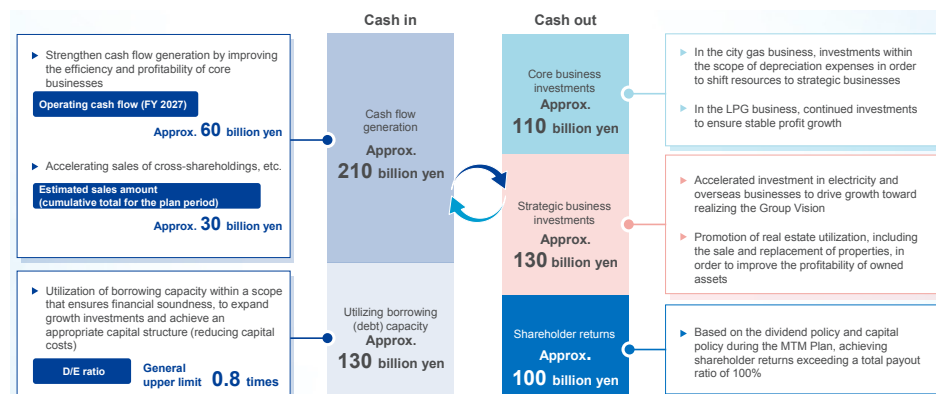 Cash in
Cash out
▶ Strengthen cash flow generation by improving
the efficiency and profitability of core
businesses
Operating cash flow (FY 2027)
Approx. 60 billion yen
▶ Accelerating sales of cross-shareholdings, etc.
Estimated sales amount
(cumulative total for the plan period)
Approx. 30 billion yen
▶ Utilization of borrowing capacity within a scope
that ensures financial soundness, to expand
growth investments and achieve an
appropriate capital structure (reducing capital
costs)
D/E ratio
General
upper limit 0.8 times
Cash flow
generation
Approx.
210 billion yen
Utilizing borrowing
(debt) capacity
Approx.
130 billion yen
Core business
investments
Approx.
110 billion yen
Strategic business
investments
Approx.
130 billion yen
Shareholder returns
Approx.
100 billion yen
▶ In the city gas business, investments within
the scope of depreciation expenses in order
to shift resources to strategic businesses
▶ In the LPG business, continued investments
to ensure stable profit growth
▶ Accelerated investment in electricity and
overseas businesses to drive growth toward
realizing the Group Vision
▶ Promotion of real estate utilization, including
the sale and replacement of properties, in
order to improve the profitability of owned
assets
▶ Based on the dividend policy and capital
policy during the MTM Plan, achieving
shareholder returns exceeding a total payout
ratio of 100%